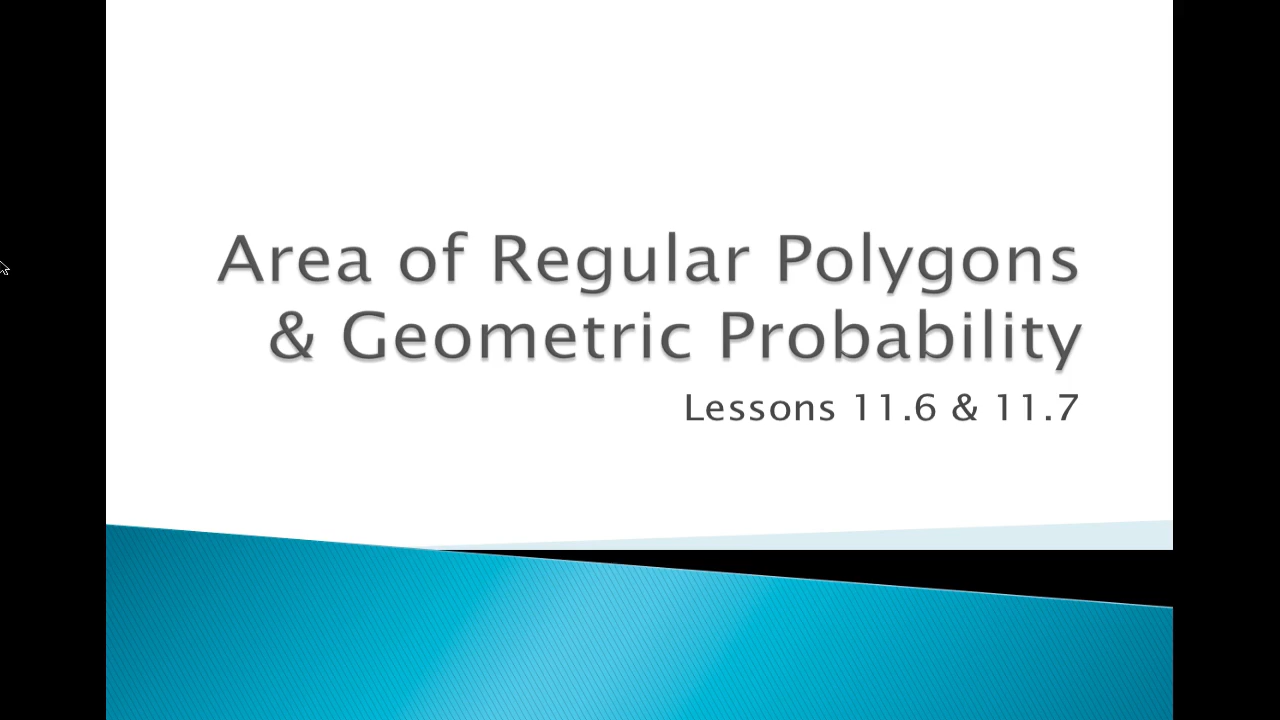 Area of Regular Polygons
& Geometric Probability
Lessons 11.6 & 11.7